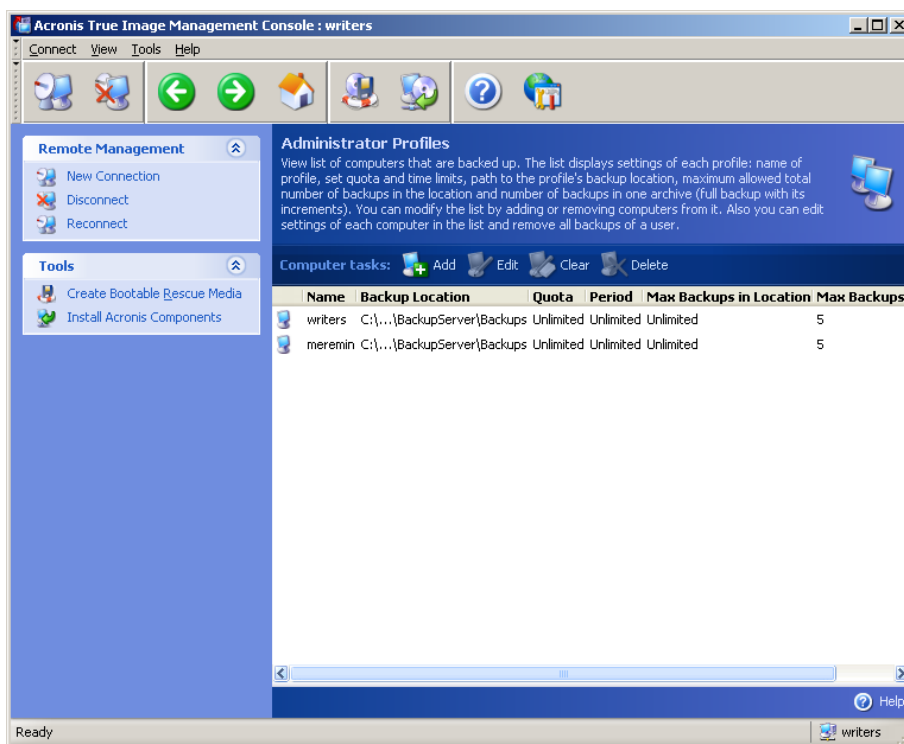 Acronis True Image Management Console : writers
Connect View Tools Help
Remote Management
New Connection
Disconnect
Reconnect
Tools
Create Bootable Rescue Media
Install Acronis Components
Administrator Profiles
View list of computers that are backed up. The list displays settings of each profile: name of
profile, set quota and time limits, path to the profile's backup location, maximum allowed total
number of backups in the location and number of backups in one archive (full backup with its
increments). You can modify the list by adding or removing computers from it. Also you can edit
settings of each computer in the list and remove all backups of a user.
Computer tasks: Add Edit Clear Delete
Name Backup Location Quota Period Max Backups in Location Max Backups
writers C:\...\BackupServer\Backups Unlimited Unlimited Unlimited 5
meremin C:\...\BackupServer\Backups Unlimited Unlimited Unlimited 5
Help
Ready writers